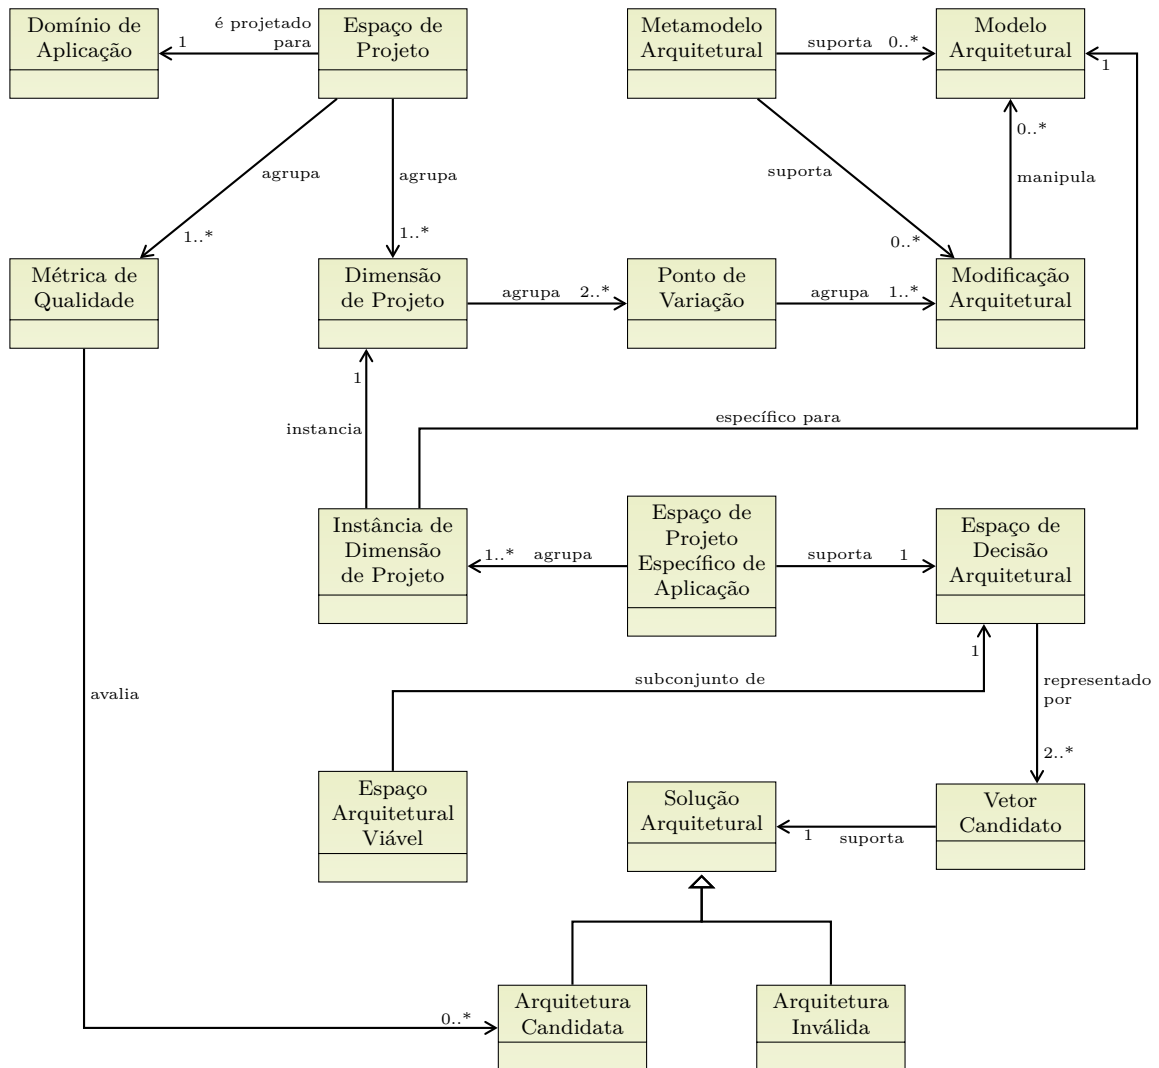 Domínio de
Aplicação
1
é projetado
para
Espaço de
Projeto
Metamodelo
Arquitetural
suporta 0..*
Modelo
Arquitetural
1
agrupa
1..*
agrupa
1..*
suporta
0..*
0..*
manipula
Métrica de
Qualidade
Dimensão
de Projeto
agrupa 2..*
Ponto de
Variação
agrupa 1..*
Modificação
Arquitetural
1
instancia
específico para
Instância de
Dimensão
de Projeto
1..* agrupa
Espaço de
Projeto
Específico de
Aplicação
suporta 1
Espaço de
Decisão
Arquitetural
1
subconjunto de
representado
por
2..*
avalia
Espaço
Arquitetural
Viável
Solução
Arquitetural
1 suporta
Vetor
Candidato
0..*
Arquitetura
Candidata
Arquitetura
Inválida